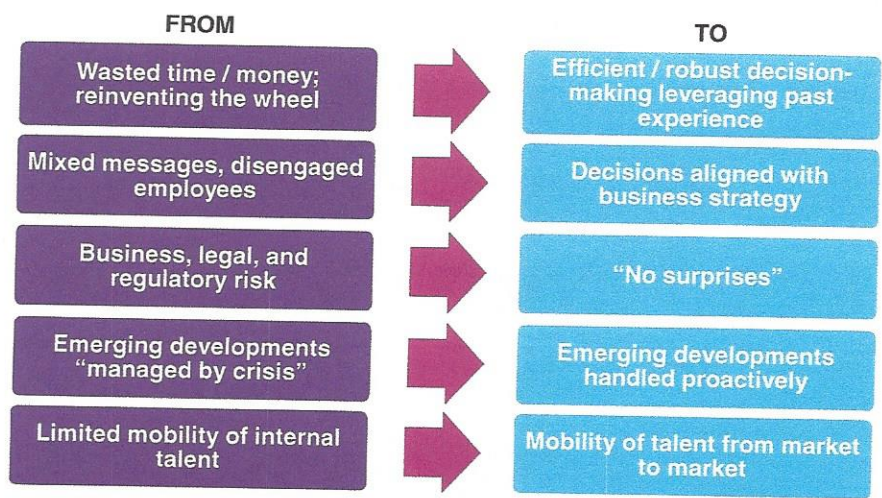 FROM
TO
Wasted time / money;
reinventing the wheel
Efficient / robust decision-
making leveraging past
experience
Mixed messages, disengaged
employees
Decisions aligned with
business strategy
Business, legal, and
regulatory risk
“No surprises”
Emerging developments
“managed by crisis”
Emerging developments
handled proactively
Limited mobility of internal
talent
Mobility of talent from market
to market